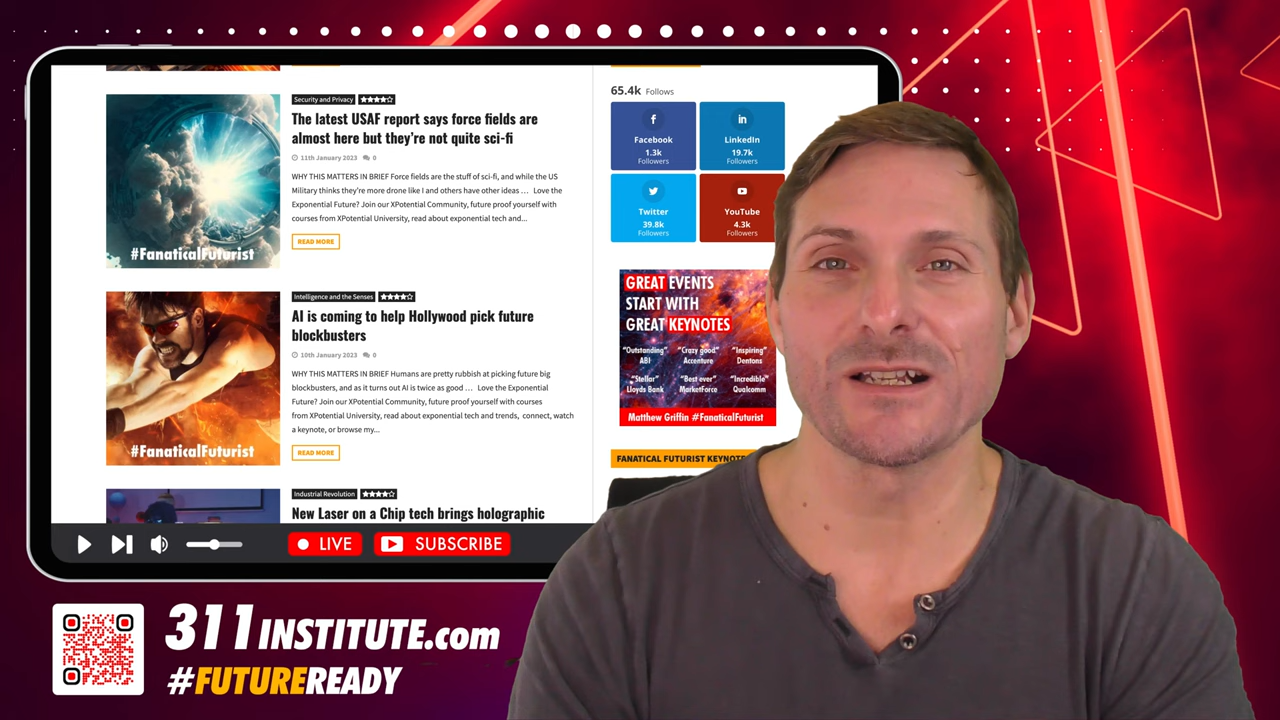 Security and Privacy
The latest USAF report says force fields are
almost here but they're not quite sci-fi
11th January 2023 0
WHY THIS MATTERS IN BRIEF Force fields are the stuff of sci-fi, and while the US
Military thinks they're more drone like I and others have other ideas … Love the
Exponential Future? Join our XPotential Community, future proof yourself with
courses from XPotential University, read about exponential tech and...
READ MORE
#FanaticalFuturist
Intelligence and the Senses
AI is coming to help Hollywood pick future
blockbusters
10th January 2023 0
WHY THIS MATTERS IN BRIEF Humans are pretty rubbish at picking future big
blockbusters, and as it turns out AI is twice as good … Love the Exponential
Future? Join our XPotential Community, future proof yourself with courses
from XPotential University, read about exponential tech and trends, connect, watch
a keynote, or browse my...
READ MORE
#FanaticalFuturist
Industrial Revolution
New Laser on a Chip tech brings holographic
65.4k Follows
Facebook
1.3k
Followers
LinkedIn
19.7k
Followers
Twitter
39.8k
Followers
YouTube
4.3k
Followers
GREAT EVENTS
START WITH
GREAT KEYNOTES
"Outstanding"
ABI
"Crazy good"
Accenture
"Inspiring"
Dentons
"Stellar"
Lloyds Bank
"Best ever"
MarketForce
"Incredible"
Qualcomm
Matthew Griffin #FanaticalFuturist
FANATICAL FUTURIST KEYNOTE
LIVE
SUBSCRIBE
311INSTITUTE.com
#FUTUREREADY